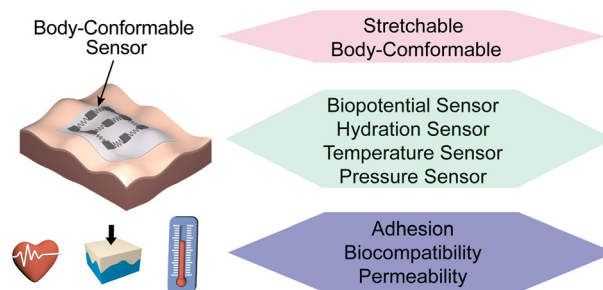 Body-Conformable
Sensor
Stretchable
Body-Comformable
Biopotential Sensor
Hydration Sensor
Temperature Sensor
Pressure Sensor
Adhesion
Biocompatibility
Permeability